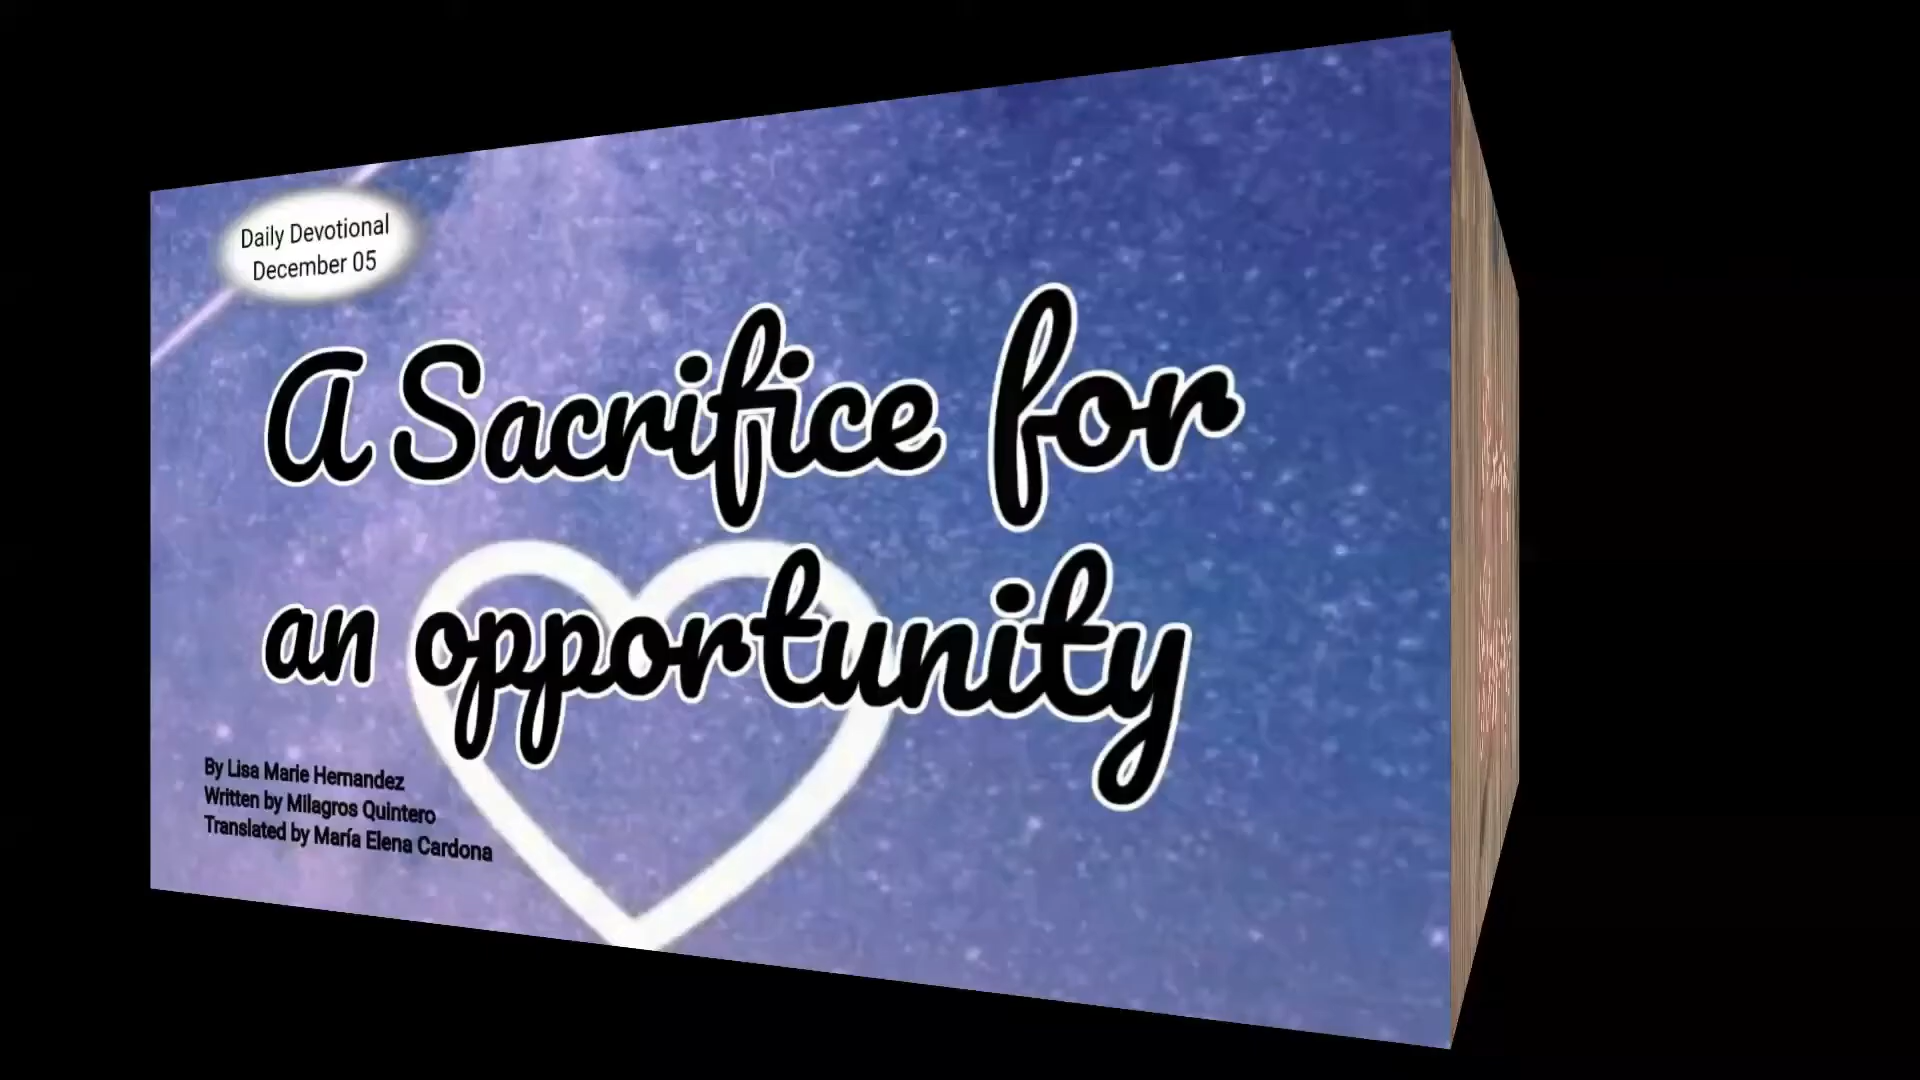 Daily Devotional
December 05
A Sacrifice for
an opportunity
By Lisa Marie Hernandez
Written by Milagros Quintero
Translated by María Elena Cardona